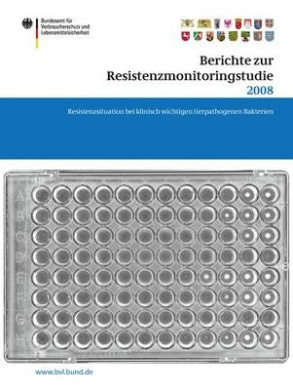 Bundesamt für
Verbraucherschutz und
Lebensmittelsicherheit
Berichte zur
Resistenzmonitoringstudie
2008
Resistenzsituation bei klinisch wichtigen tierpathogenen Bakterien
www.bvl.bund.de